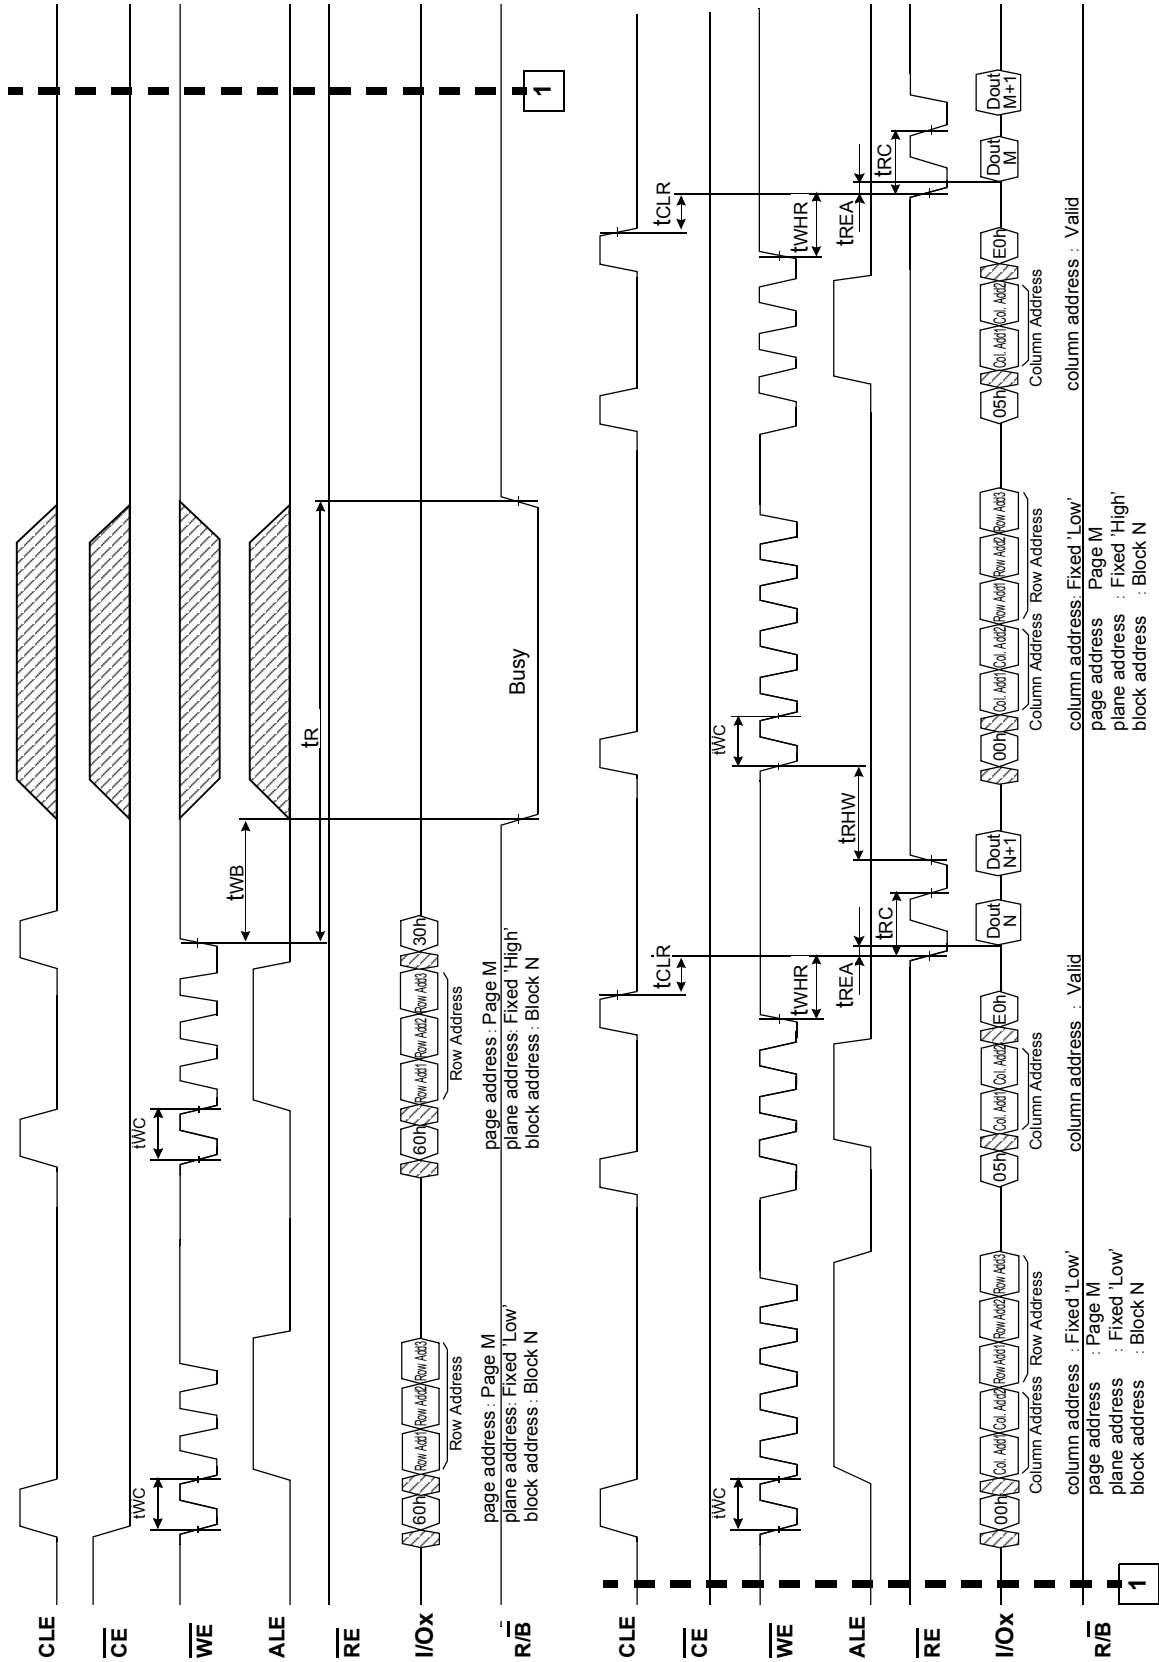 CLE
CE
WE
ALE
RE
I/Ox
R/B
tWC
tWC
tWB
tR
Busy
60h Row Add1 Row Add2 Row Add3
Row Address
page address : Page M
plane address: Fixed 'Low'
block address : Block N
60h Row Add1 Row Add2 Row Add3 30h
Row Address
page address : Page M
plane address: Fixed 'High'
block address : Block N
1
CLE
CE
WE
ALE
RE
I/Ox
R/B
1
tWC
tCLR
tWHR
tREA
tRC
tRHW
tWC
tCLR
tWHR
tREA
tRC
00h Col. Add1 Col. Add2 Row Add1 Row Add2 Row Add3
Column Address Row Address
column address : Fixed 'Low'
page address : Page M
plane address : Fixed 'Low'
block address : Block N
05h Col. Add1 Col. Add2 E0h
Column Address
column address : Valid
Dout N
Dout N+1
00h Col. Add1 Col. Add2 Row Add1 Row Add2 Row Add3
Column Address Row Address
column address: Fixed 'Low'
page address Page M
plane address : Fixed 'High'
block address : Block N
05h Col. Add1 Col. Add2 E0h
Column Address
column address : Valid
Dout M
Dout M+1